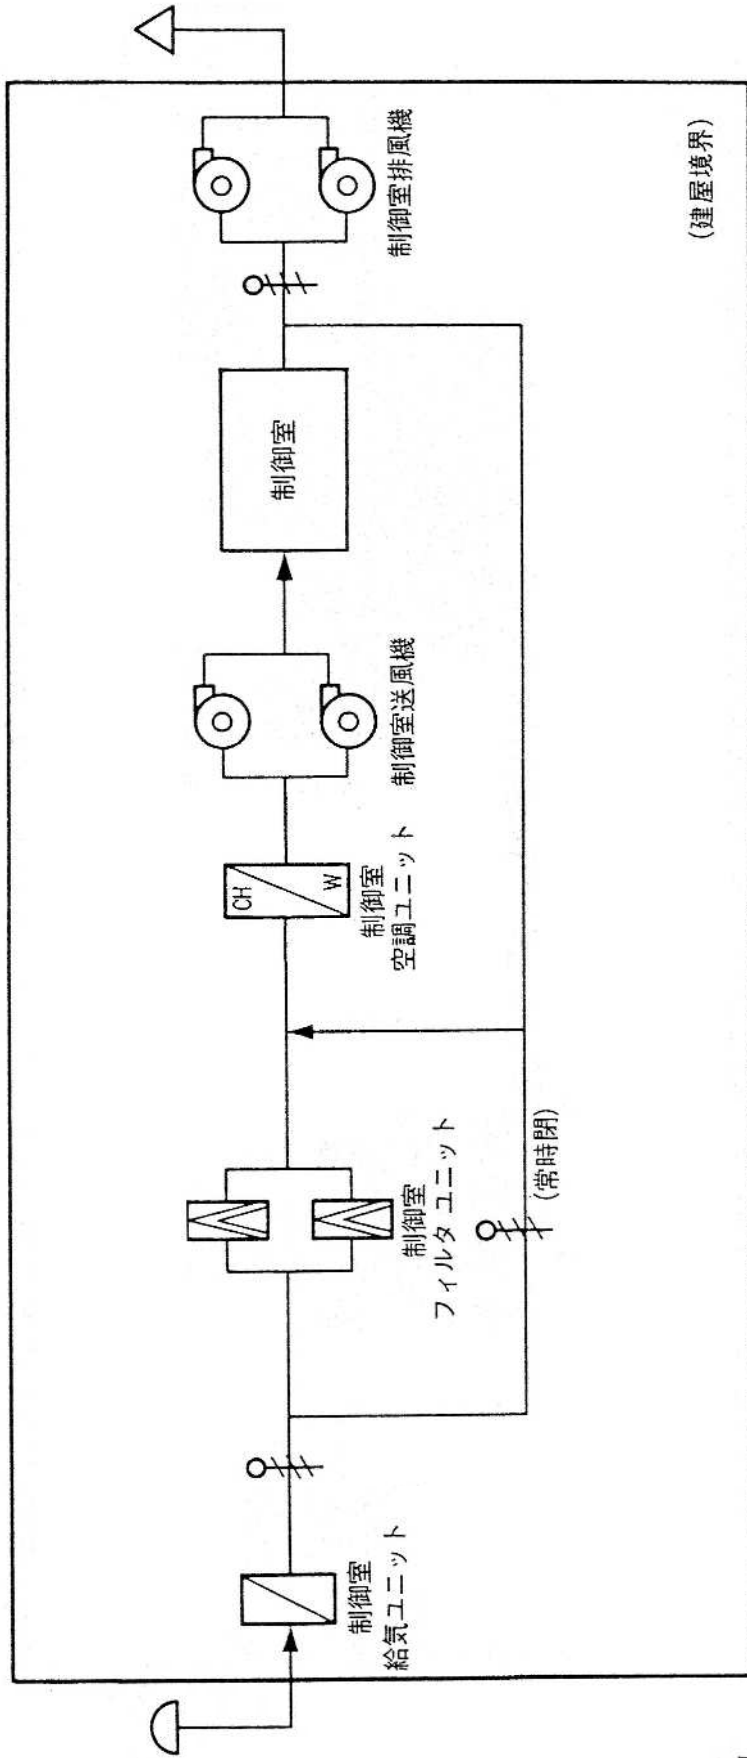 制御室
給気ユニット
制御室
フィルタ ユニット
(常時閉)
CH
W
制御室
空調ユニット
制御室送風機
制御室
制御室排風機
(建屋境界)